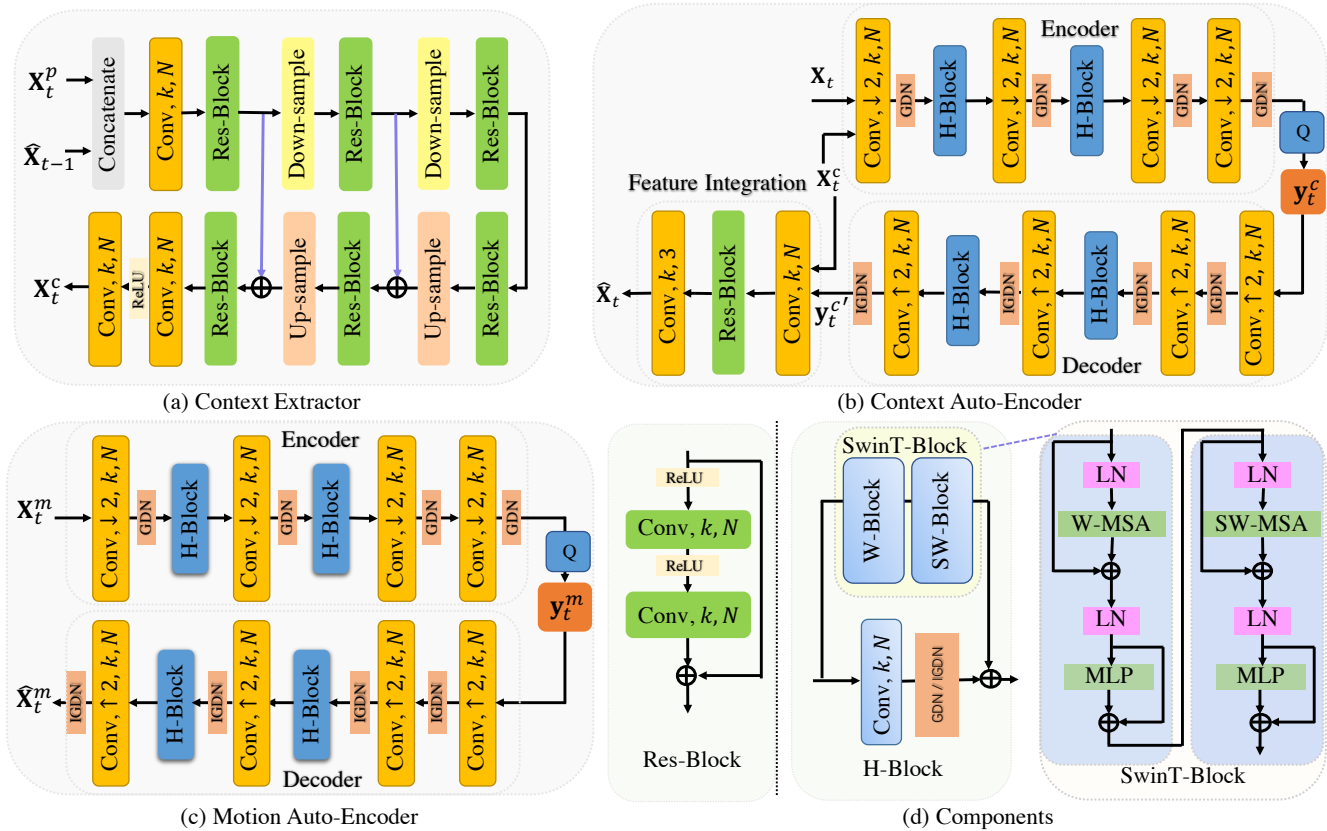 X_t^p
X̂_{t−1}
Concatenate
Conv, k, N
Res-Block
Down-sample
Res-Block
Down-sample
Res-Block
X_t^c
Conv, k, N
ReLU
Conv, k, N
Res-Block
Up-sample
Res-Block
Up-sample
Res-Block
(a) Context Extractor
Encoder
X_t
Conv, ↓ 2, k, N
GDN
H-Block
Conv, ↓ 2, k, N
GDN
H-Block
Conv, ↓ 2, k, N
GDN
Conv, ↓ 2, k, N
GDN
Q
y_t^c
X_t^c
Feature Integration
X̂_t
Conv, k, 3
Res-Block
Conv, k, N
y_t^{c′}
IGDN
Conv, ↑ 2, k, N
H-Block
IGDN
Conv, ↑ 2, k, N
H-Block
IGDN
Conv, ↑ 2, k, N
IGDN
Conv, ↑ 2, k, N
Decoder
(b) Context Auto-Encoder
Encoder
X_t^m
Conv, ↓ 2, k, N
GDN
H-Block
Conv, ↓ 2, k, N
GDN
H-Block
Conv, ↓ 2, k, N
GDN
Conv, ↓ 2, k, N
GDN
Q
y_t^m
X̂_t^m
IGDN
Conv, ↑ 2, k, N
H-Block
IGDN
Conv, ↑ 2, k, N
H-Block
IGDN
Conv, ↑ 2, k, N
IGDN
Conv, ↑ 2, k, N
Decoder
(c) Motion Auto-Encoder
ReLU
Conv, k, N
ReLU
Conv, k, N
Res-Block
SwinT-Block
W-Block
SW-Block
Conv, k, N
GDN / IGDN
H-Block
LN
W-MSA
LN
MLP
LN
SW-MSA
LN
MLP
SwinT-Block
(d) Components